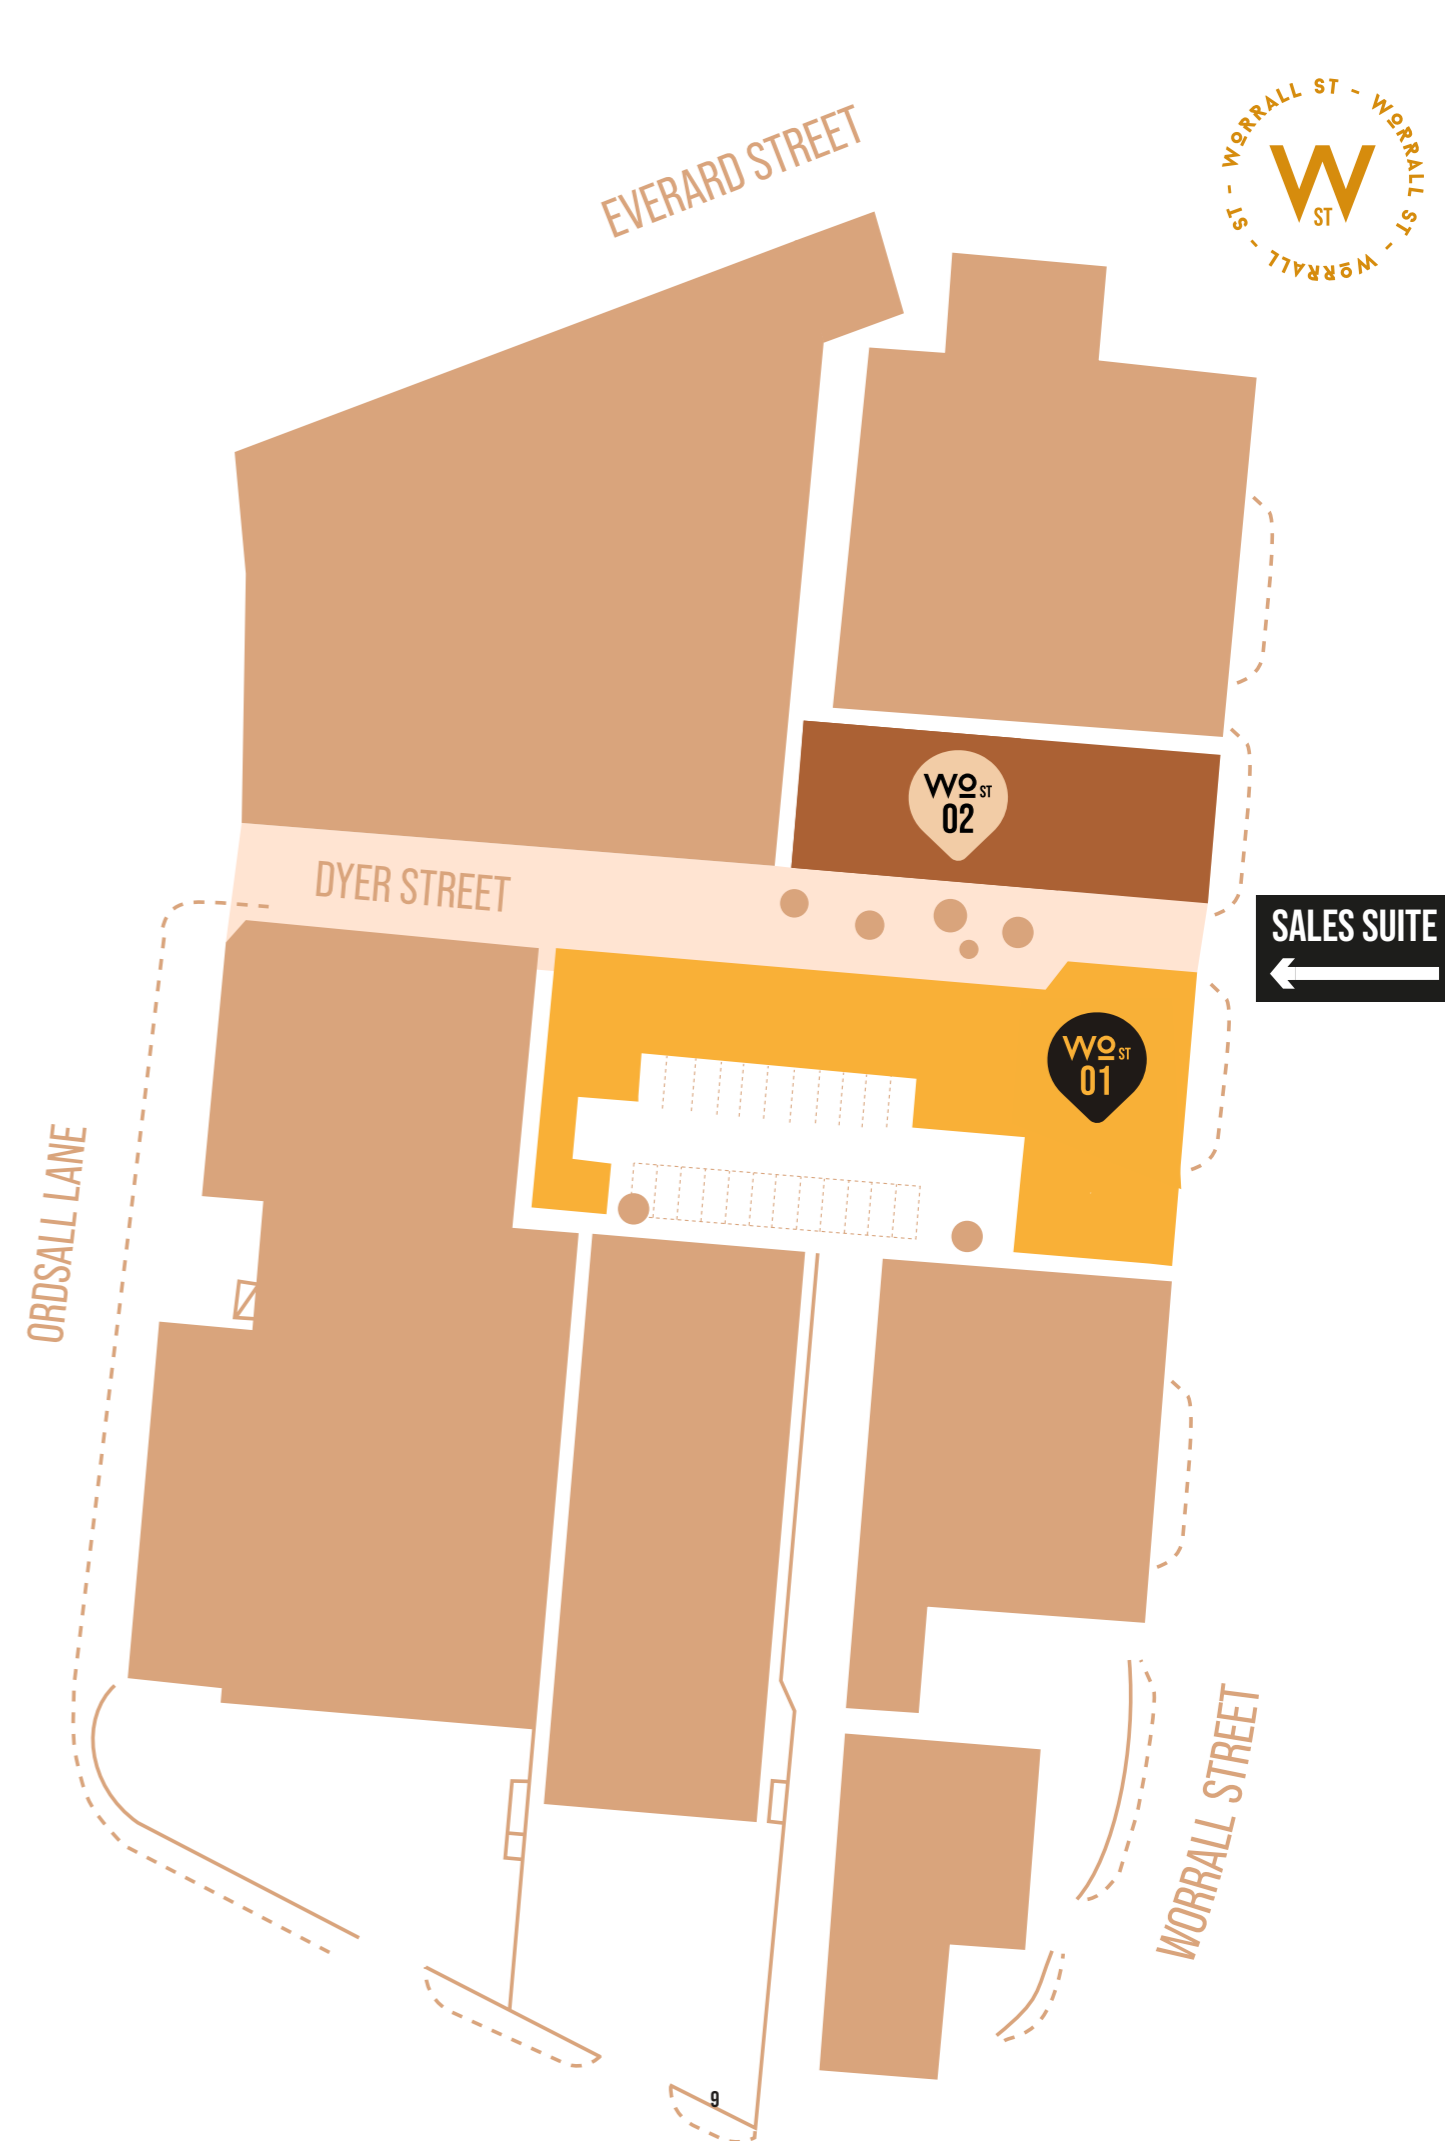 WORRALL ST - WORRALL ST - WORRALL ST -
W
ST
EVERARD STREET
WO ST
02
DYER STREET
SALES SUITE
WO ST
01
ORDSALL LANE
WORRALL STREET
9